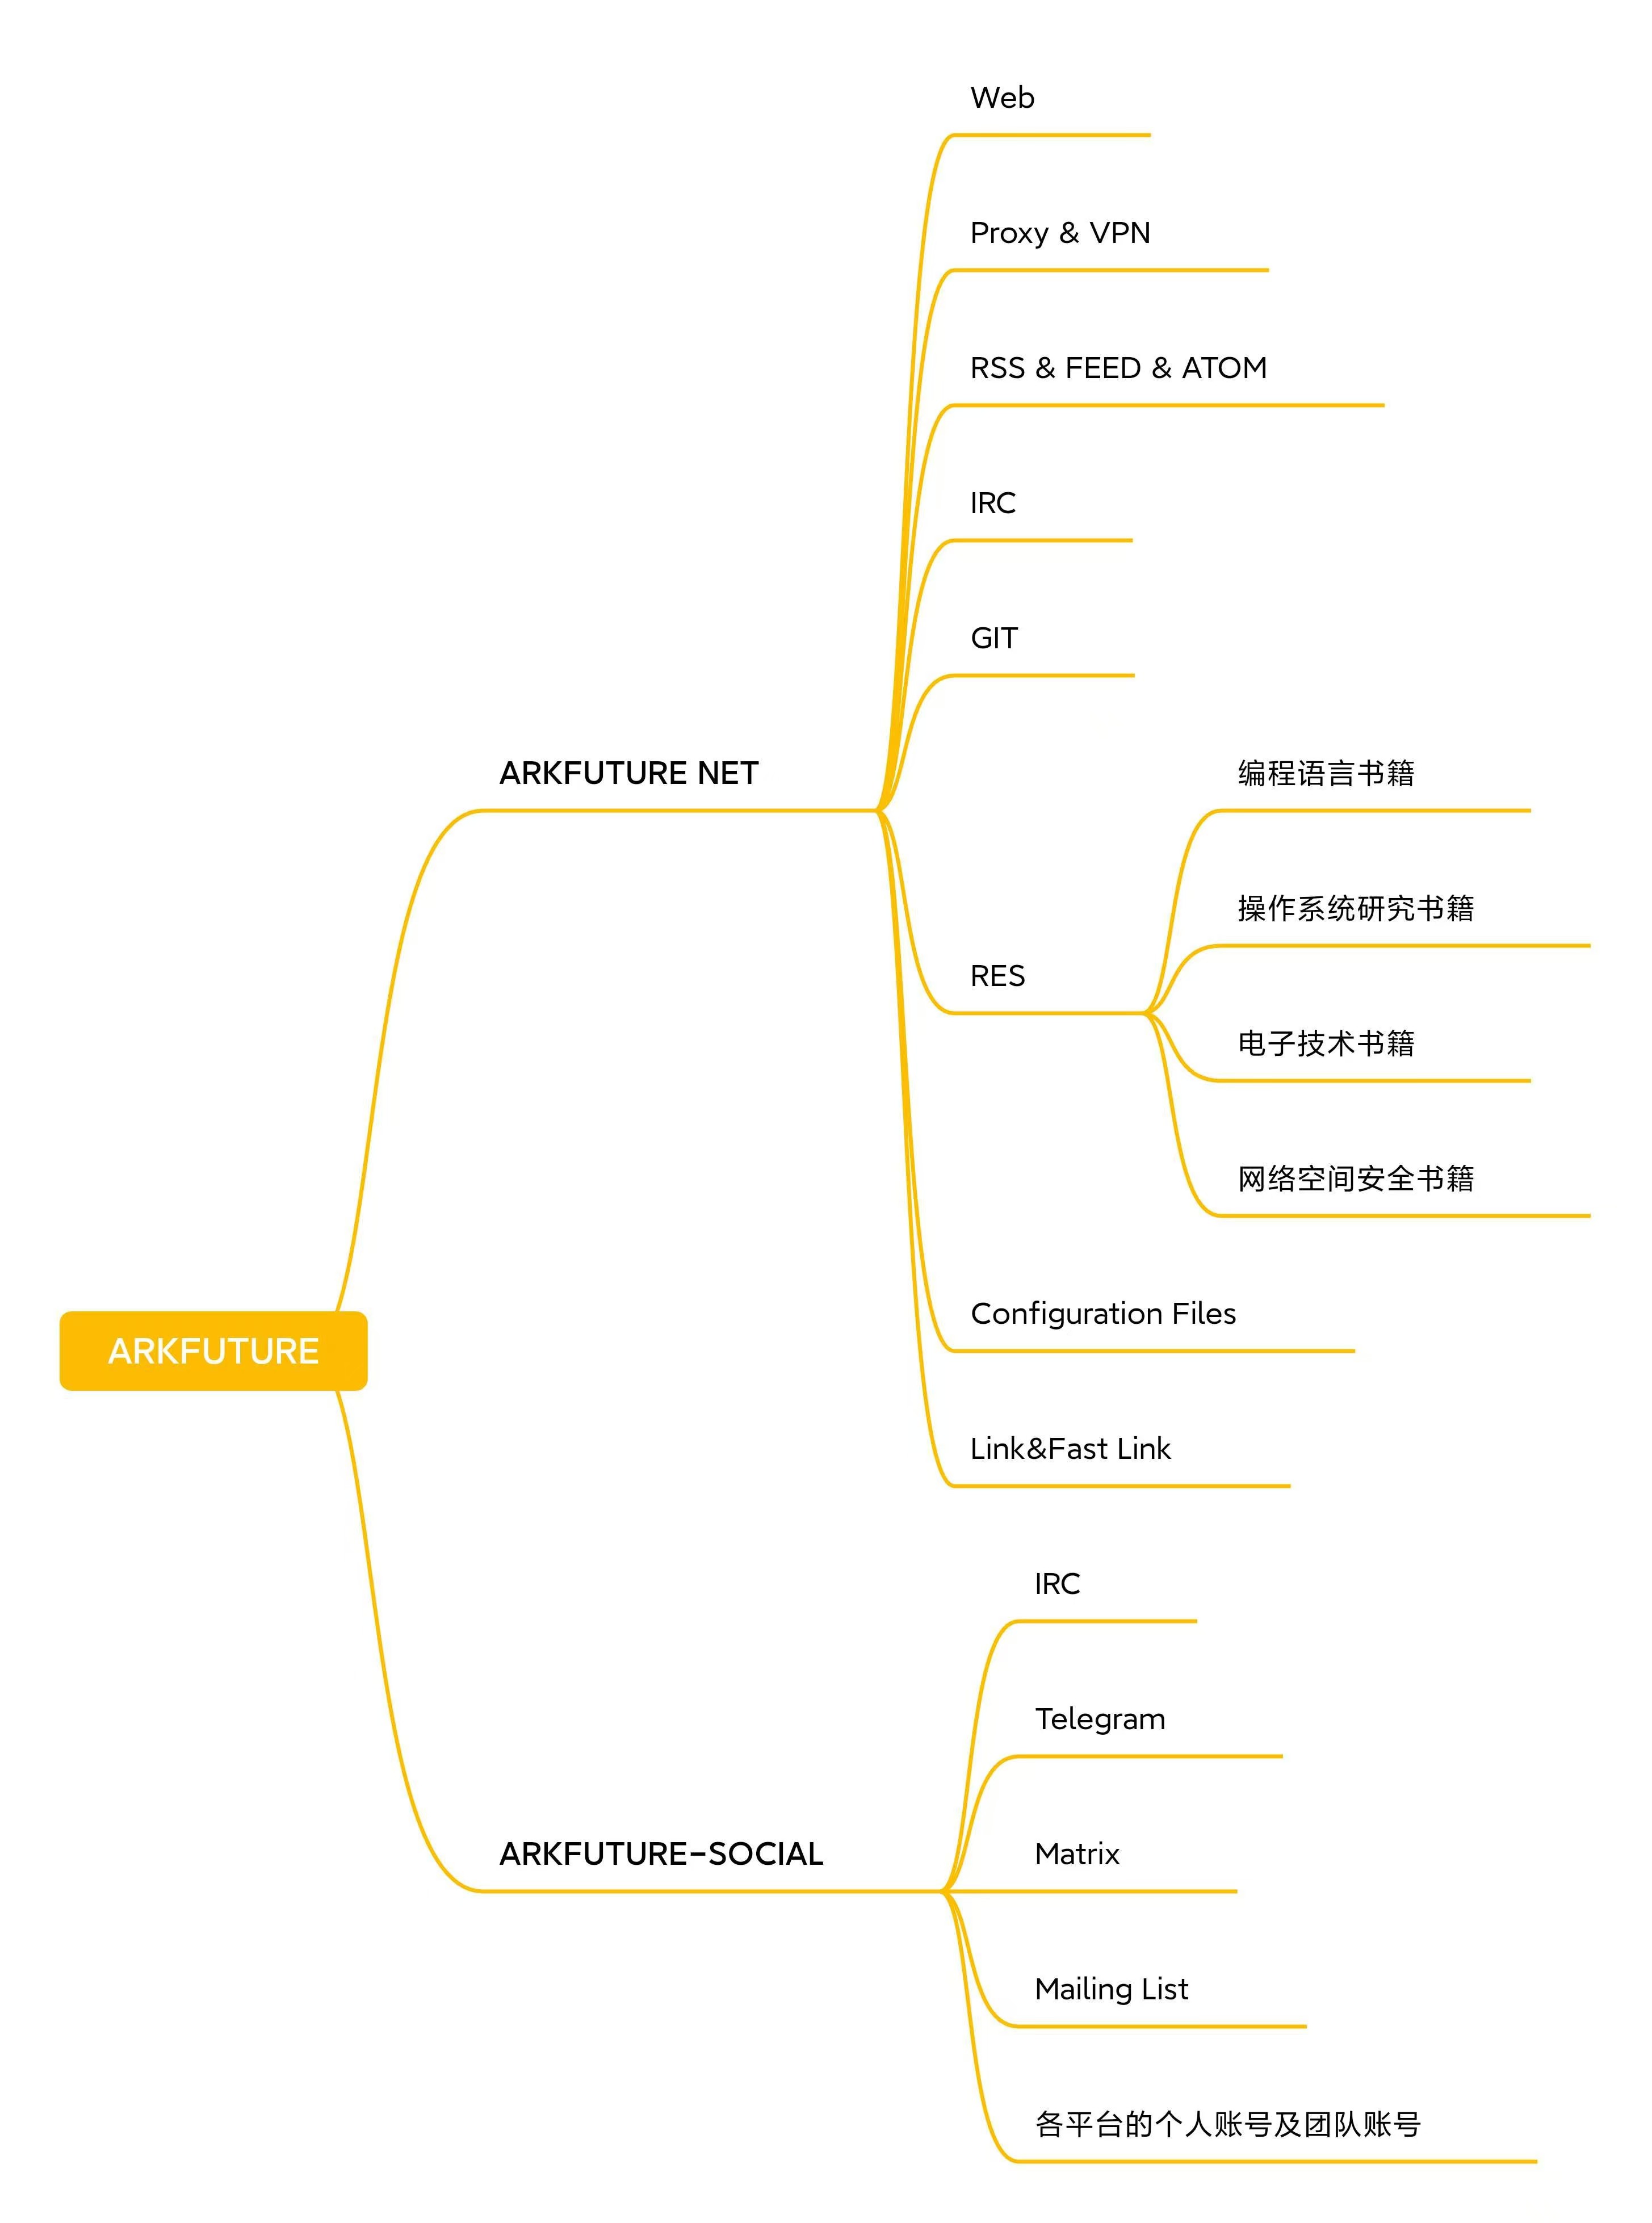 Web
Proxy & VPN
RSS & FEED & ATOM
IRC
GIT
ARKFUTURE NET
编程语言书籍
操作系统研究书籍
RES
电子技术书籍
网络空间安全书籍
Configuration Files
ARKFUTURE
Link&Fast Link
IRC
Telegram
ARKFUTURE-SOCIAL
Matrix
Mailing List
各平台的个人账号及团队账号